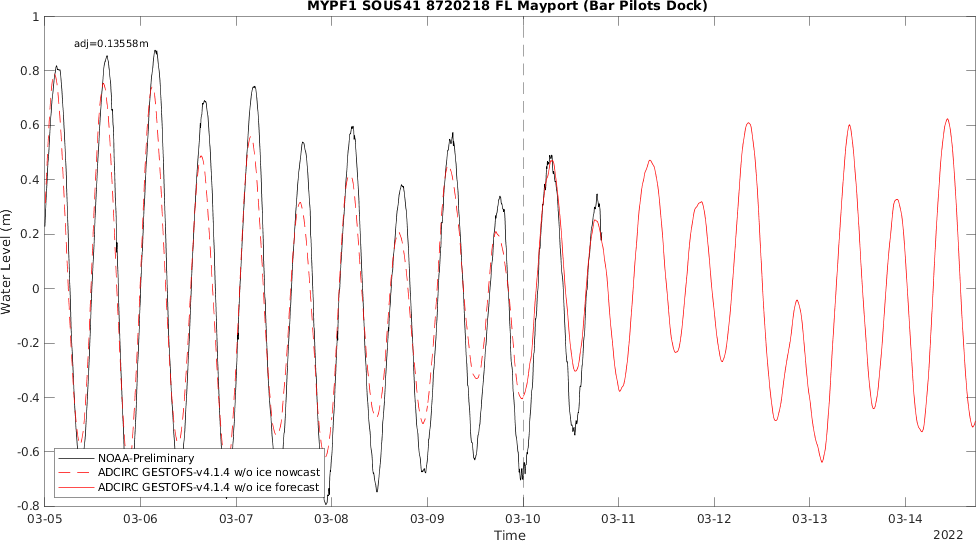 MYPF1 SOUS41 8720218 FL Mayport (Bar Pilots Dock)
adj=0.13558m
Water Level (m)
1
0.8
0.6
0.4
0.2
0
-0.2
-0.4
-0.6
-0.8
NOAA-Preliminary
ADCIRC GESTOFS-v4.1.4 w/o ice nowcast
ADCIRC GESTOFS-v4.1.4 w/o ice forecast
03-05 03-06 03-07 03-08 03-09 03-10 03-11 03-12 03-13 03-14
Time
2022